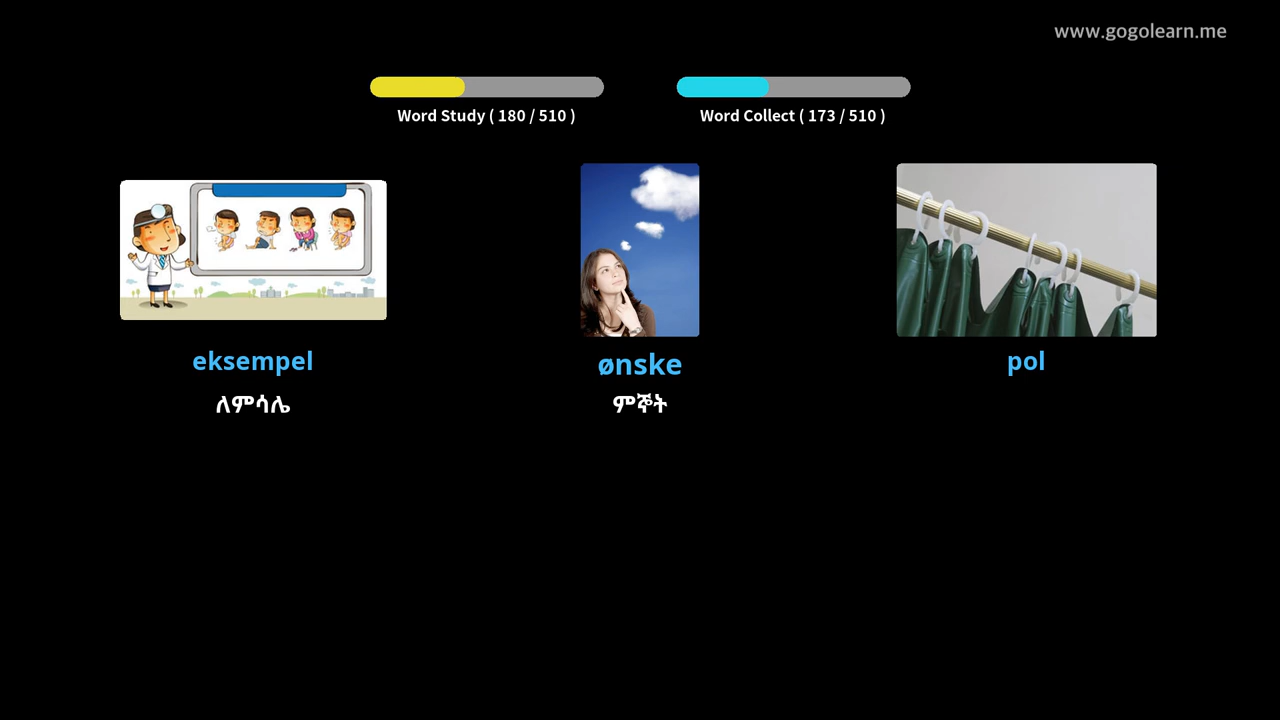 www.gogolearn.me
Word Study ( 180 / 510 )
Word Collect ( 173 / 510 )
eksempel
ønske
pol
ለምሳሌ
ምኞት